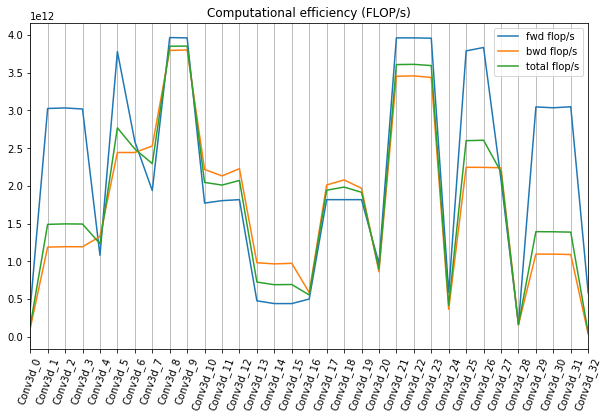 Computational efficiency (FLOP/s)
1e12
fwd flop/s
bwd flop/s
total flop/s
4.0
3.5
3.0
2.5
2.0
1.5
1.0
0.5
0.0
Conv3d_0
Conv3d_1
Conv3d_2
Conv3d_3
Conv3d_4
Conv3d_5
Conv3d_6
Conv3d_7
Conv3d_8
Conv3d_9
Conv3d_10
Conv3d_11
Conv3d_12
Conv3d_13
Conv3d_14
Conv3d_15
Conv3d_16
Conv3d_17
Conv3d_18
Conv3d_19
Conv3d_20
Conv3d_21
Conv3d_22
Conv3d_23
Conv3d_24
Conv3d_25
Conv3d_26
Conv3d_27
Conv3d_28
Conv3d_29
Conv3d_30
Conv3d_31
Conv3d_32